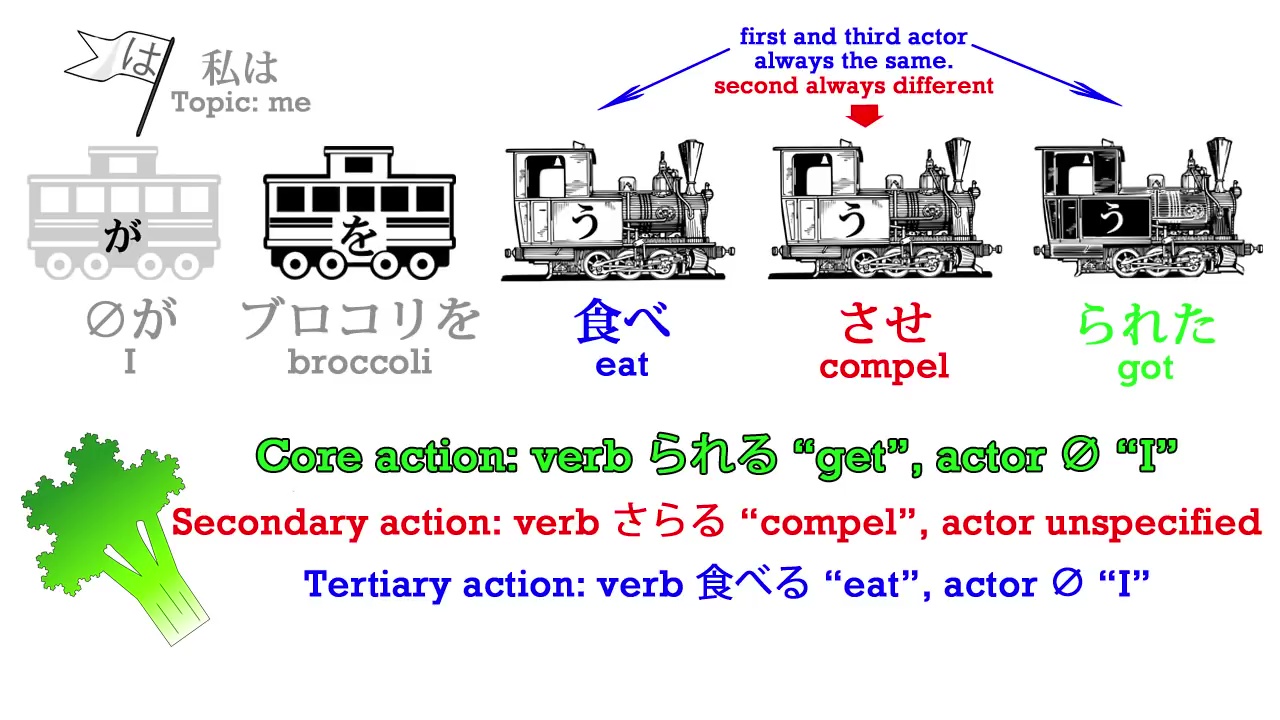 は
私は
Topic: me
first and third actor
always the same.
second always different
が
を
う
う
う
∅が
I
ブロコリを
broccoli
食べ
eat
させ
compel
られた
got
Core action: verb られる “get”, actor ∅ “I”
Secondary action: verb さらる “compel”, actor unspecified
Tertiary action: verb 食べる “eat”, actor ∅ “I”